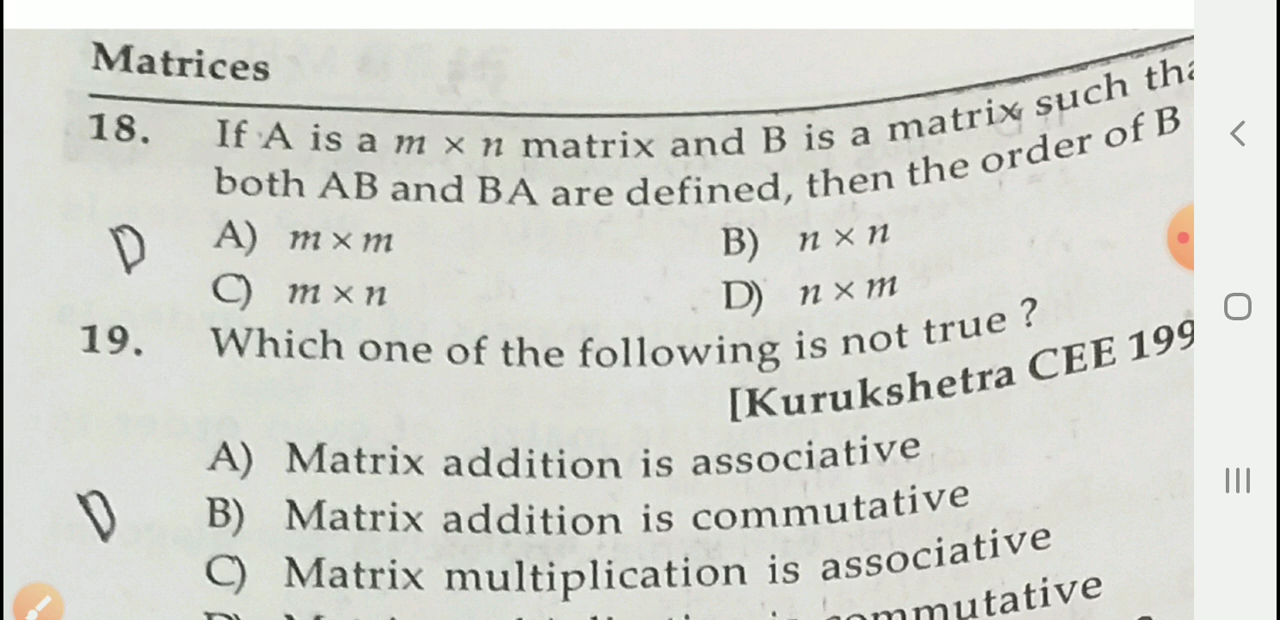 Matrices
18. If A is a m × n matrix and B is a matrix such
both AB and BA are defined, then the order of B
D
A) m × m B) n × n
C) m × n D) n × m
19. Which one of the following is not true ?
[Kurukshetra CEE 199
A) Matrix addition is associative
D
B) Matrix addition is commutative
C) Matrix multiplication is associative
commutative